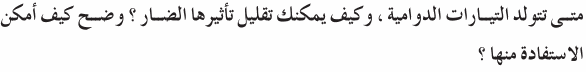 متى تتولد التيارات الدوامية ، وكيف يمكنك تقليل تأثيرها الضار ؟ وضح كيف أمكن
الاستفادة منها ؟